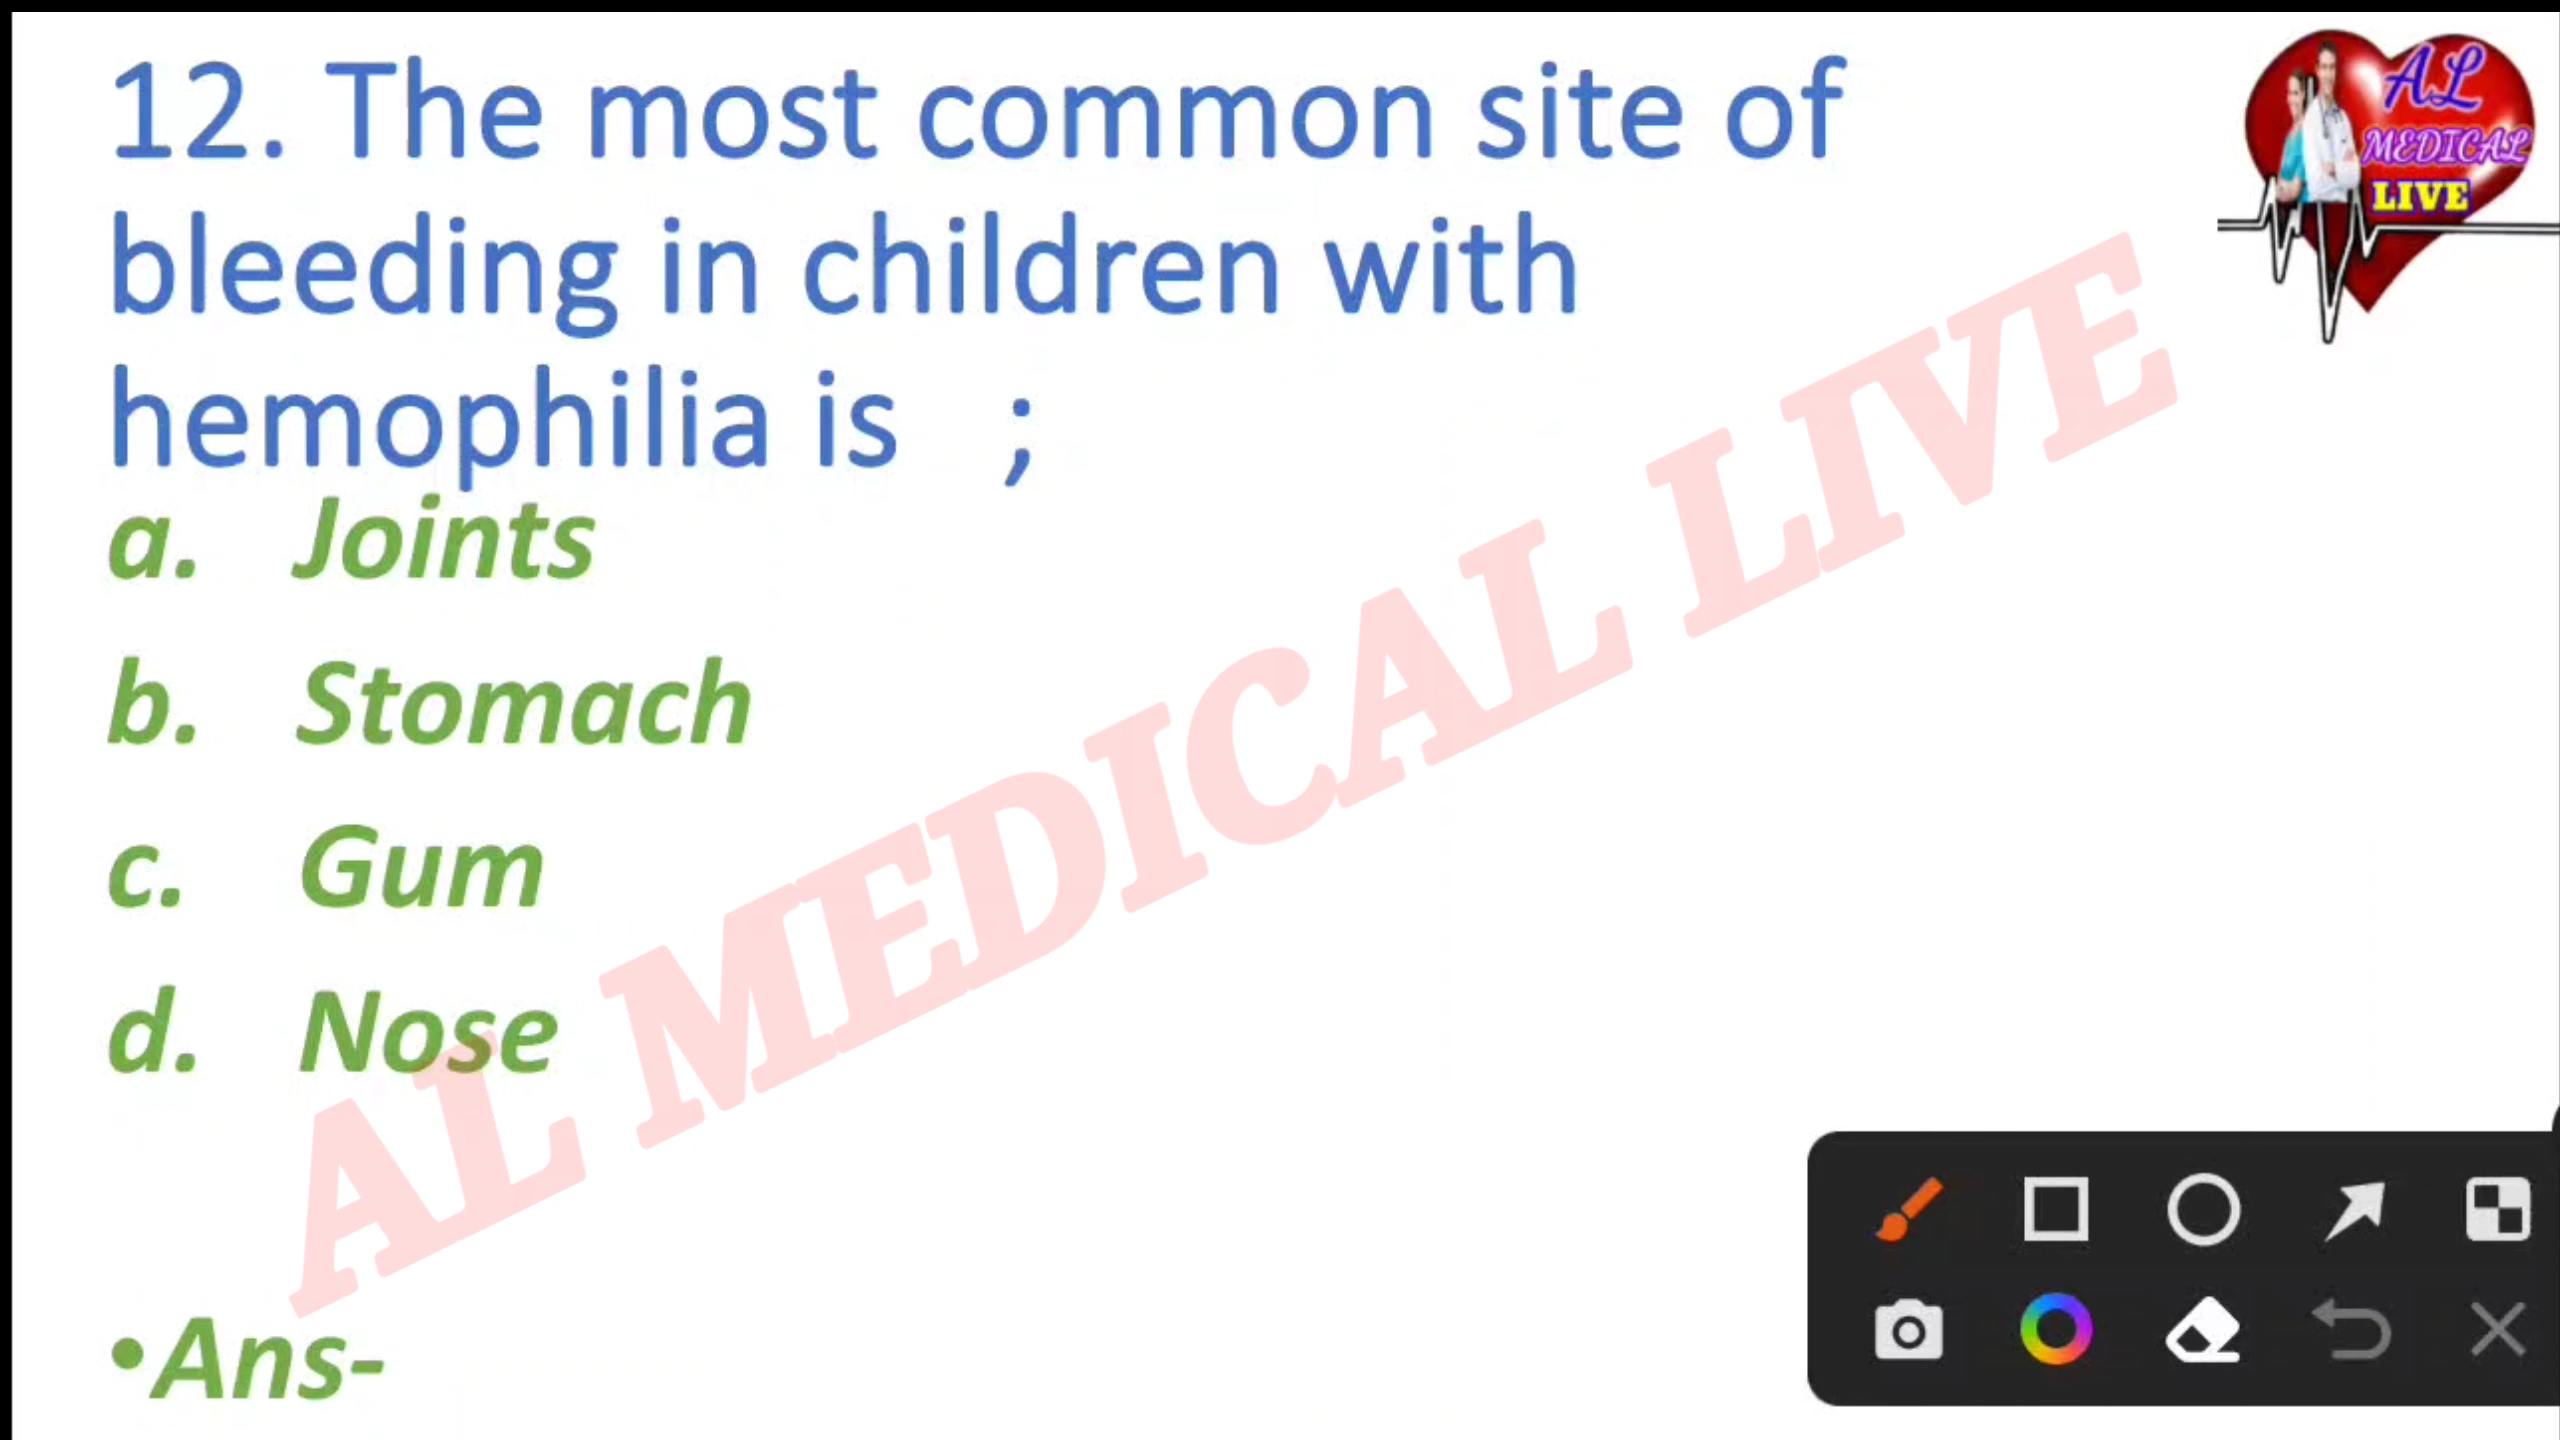 12. The most common site of
bleeding in children with
hemophilia is ;
a. Joints
b. Stomach
c. Gum
d. Nose
•Ans-
AL MEDICAL LIVE
AL
MEDICAL
LIVE